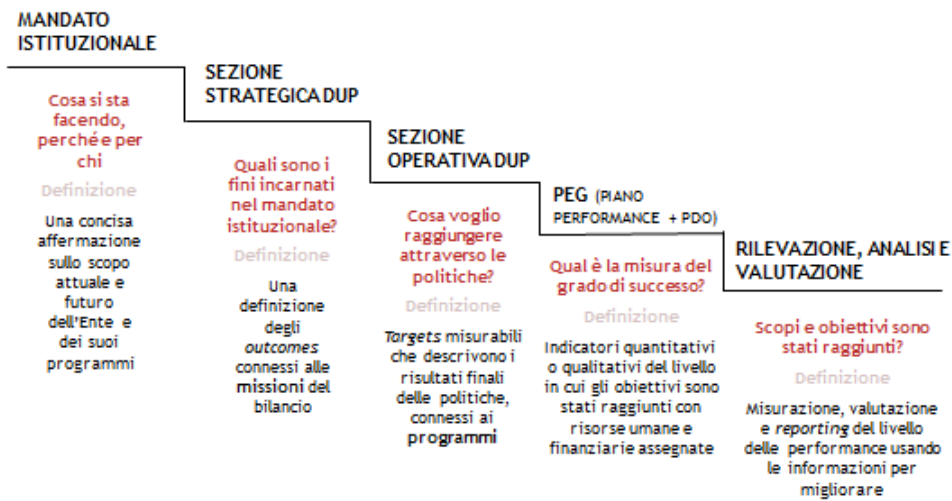 MANDATO
ISTITUZIONALE
Cosa si sta
facendo,
perché e per
chi
Definizione
Una concisa
affermazione
sullo scopo
attuale e
futuro
dell'Ente e
dei suoi
programmi
SEZIONE
STRATEGICA DUP
Quali sono i
fini incarnati
nel mandato
istituzionale?
Definizione
Una
definizione
degli
outcomes
connessi alle
missioni del
bilancio
SEZIONE
OPERATIVA DUP
Cosa voglio
raggiungere
attraverso le
politiche?
Definizione
Targets misurabili
che descrivono i
risultati finali
delle politiche,
connessi ai
programmi
PEG (PIANO
PERFORMANCE + PDO)
Qual è la misura del
grado di successo?
Definizione
Indicatori quantitativi
o qualitativi del livello
in cui gli obiettivi sono
stati raggiunti con
risorse umane e
finanziarie assegnate
RILEVAZIONE, ANALISI E
VALUTAZIONE
Scopi e obiettivi sono
stati raggiunti?
Definizione
Misurazione, valutazione
e reporting del livello
delle performance usando
le informazioni per
migliorare